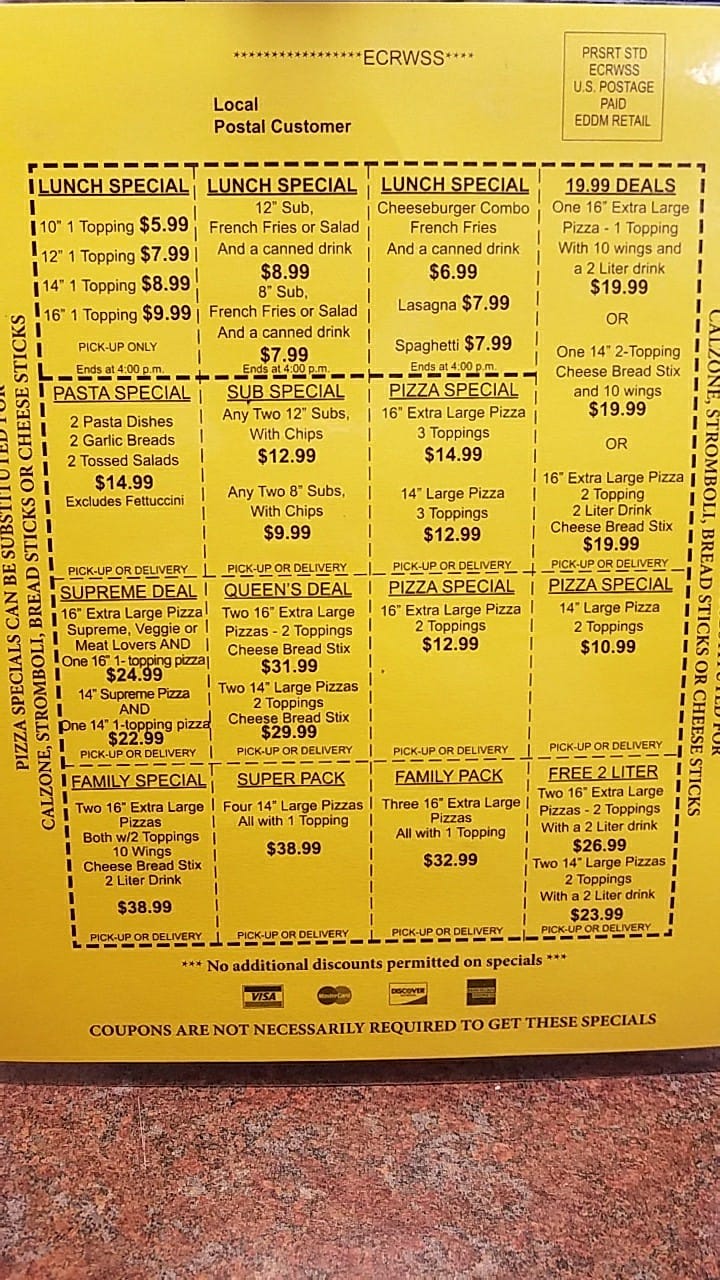 *****************ECRWSS****
PRSRT STD
ECRWSS
U.S. POSTAGE
PAID
EDDM RETAIL
Local
Postal Customer
LUNCH SPECIAL
10" 1 Topping $5.99
12" 1 Topping $7.99
14" 1 Topping $8.99
16" 1 Topping $9.99
PICK-UP ONLY
Ends at 4:00 p.m.
LUNCH SPECIAL
12" Sub,
French Fries or Salad
And a canned drink
$8.99
8" Sub,
French Fries or Salad
And a canned drink
$7.99
Ends at 4:00 p.m.
LUNCH SPECIAL
Cheeseburger Combo
French Fries
And a canned drink
$6.99
Lasagna $7.99
Spaghetti $7.99
Ends at 4:00 p.m.
19.99 DEALS
One 16" Extra Large
Pizza - 1 Topping
With 10 wings and
a 2 Liter drink
$19.99
OR
One 14" 2-Topping
Cheese Bread Stix
and 10 wings
$19.99
OR
16" Extra Large Pizza
2 Topping
2 Liter Drink
Cheese Bread Stix
$19.99
PICK-UP OR DELIVERY
PASTA SPECIAL
2 Pasta Dishes
2 Garlic Breads
2 Tossed Salads
$14.99
Excludes Fettuccini
PICK-UP OR DELIVERY
SUB SPECIAL
Any Two 12" Subs,
With Chips
$12.99
Any Two 8" Subs,
With Chips
$9.99
PICK-UP OR DELIVERY
PIZZA SPECIAL
16" Extra Large Pizza
3 Toppings
$14.99
14" Large Pizza
3 Toppings
$12.99
PICK-UP OR DELIVERY
SUPREME DEAL
16" Extra Large Pizza
Supreme, Veggie or
Meat Lovers AND
One 16" 1- topping pizza
$24.99
14" Supreme Pizza
AND
One 14" 1-topping pizza
$22.99
PICK-UP OR DELIVERY
QUEEN'S DEAL
Two 16" Extra Large
Pizzas - 2 Toppings
Cheese Bread Stix
$31.99
Two 14" Large Pizzas
2 Toppings
Cheese Bread Stix
$29.99
PICK-UP OR DELIVERY
PIZZA SPECIAL
16" Extra Large Pizza
2 Toppings
$12.99
PICK-UP OR DELIVERY
PIZZA SPECIAL
14" Large Pizza
2 Toppings
$10.99
PICK-UP OR DELIVERY
FAMILY SPECIAL
Two 16" Extra Large
Pizzas
Both w/2 Toppings
10 Wings
Cheese Bread Stix
2 Liter Drink
$38.99
PICK-UP OR DELIVERY
SUPER PACK
Four 14" Large Pizzas
All with 1 Topping
$38.99
PICK-UP OR DELIVERY
FAMILY PACK
Three 16" Extra Large
Pizzas
All with 1 Topping
$32.99
PICK-UP OR DELIVERY
FREE 2 LITER
Two 16" Extra Large
Pizzas - 2 Toppings
With a 2 Liter drink
$26.99
Two 14" Large Pizzas
2 Toppings
With a 2 Liter drink
$23.99
PICK-UP OR DELIVERY
PIZZA SPECIALS CAN BE SUBSTITUTED FOR
CALZONE, STROMBOLI, BREAD STICKS OR CHEESE STICKS
CALZONE, STROMBOLI, BREAD STICKS OR CHEESE STICKS
*** No additional discounts permitted on specials ***
VISA
MasterCard
DISCOVER
COUPONS ARE NOT NECESSARILY REQUIRED TO GET THESE SPECIALS